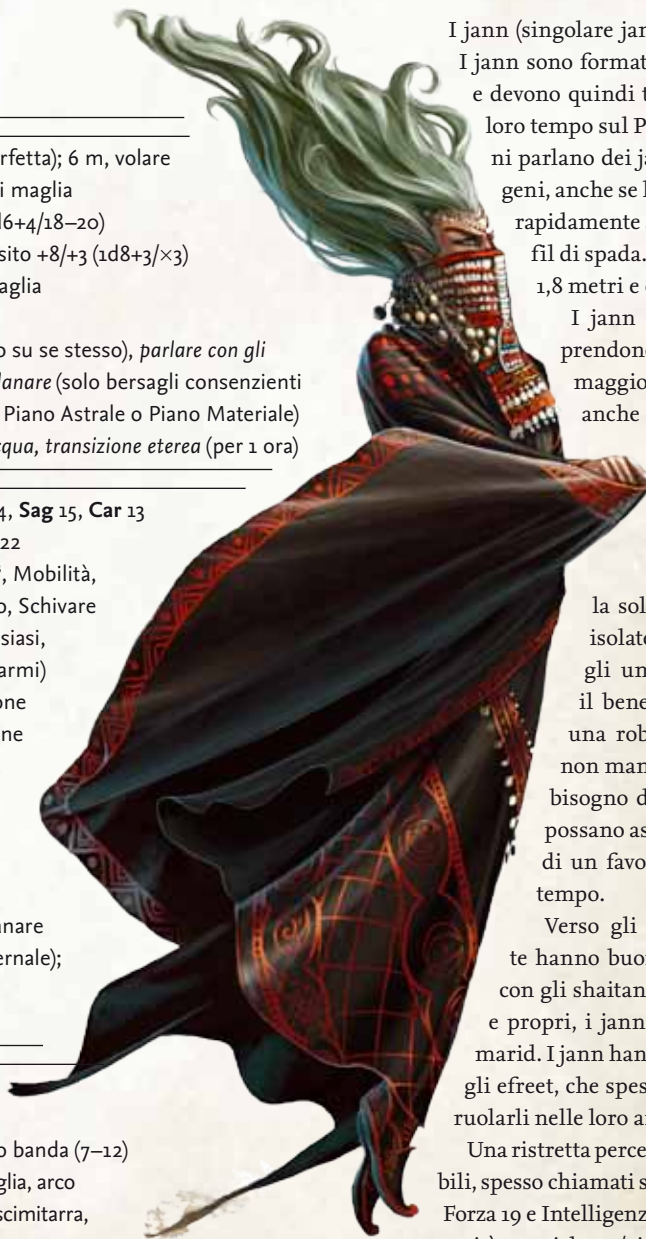 rfetta); 6 m, volare
i maglia
d6+4/18–20)
sito +8/+3 (1d8+3/×3)
aglia
o su se stesso), parlare con gli
lanare (solo bersagli consenzienti
Piano Astrale o Piano Materiale)
cqua, transizione eterea (per 1 ora)
4, Sag 15, Car 13
22
, Mobilità,
o, Schivare
siasi,
armi)
one
ne
nare
ernale);
o banda (7–12)
glia, arco
scimitarra,
I jann (singolare jan
I jann sono format
e devono quindi t
loro tempo sul P
ni parlano dei ja
geni, anche se l
rapidamente
fil di spada.
1,8 metri e
I jann
prendono
maggio
anche
la sol
isolate
gli un
il bene
una rob
non man
bisogno d
possano as
di un favo
tempo.
Verso gli
te hanno buo
con gli shaitan
e propri, i jann
marid. I jann han
gli efreet, che spes
ruolarli nelle loro a
Una ristretta perce
bili, spesso chiamati s
Forza 19 e Intelligenz